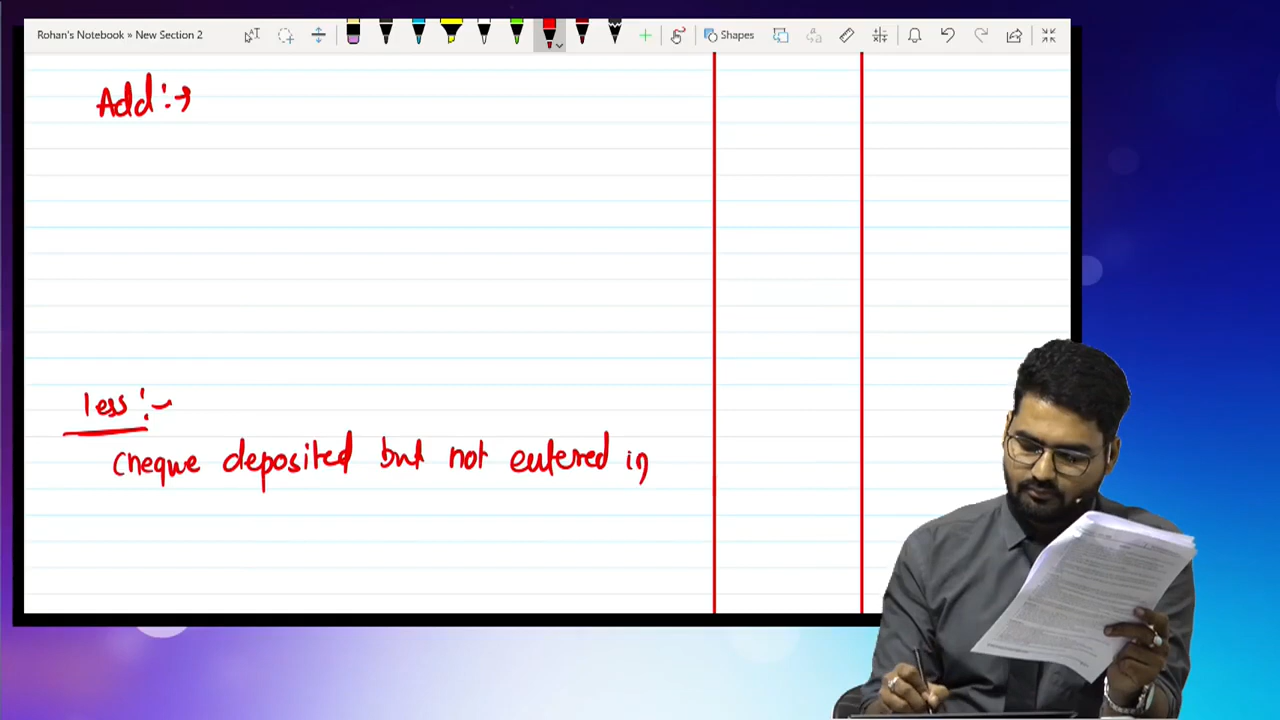 Rohan's Notebook » New Section 2
Shapes
Add :→
less :-
Cheque deposited but not entered in